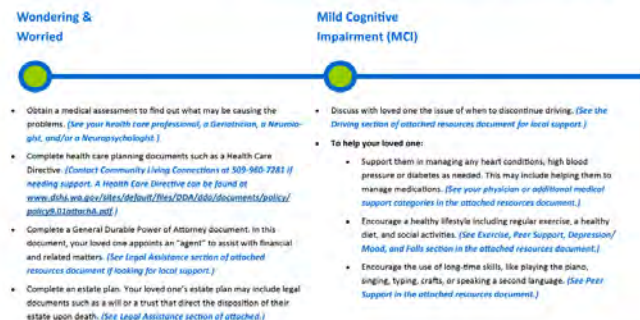 Wondering &
Worried
Obtain a medical assessment to find out what may be causing the
problems. (See your health care professional, a Geriatrician, a Neurolo-
gist, and/or a Neuropsychologist.)
Complete health care planning documents such as a Health Care
Directive. (Contact Community Living Connections at 509-960-7281 if
needing support. A Health Care Directive can be found at
www.dshs.wa.gov/sites/default/files/DDA/dda/documents/policy/
policy9.01attachA.pdf.)
Complete a General Durable Power of Attorney document. In this
document, your loved one appoints an "agent" to assist with financial
and related matters. (See Legal Assistance section of attached
resources document if looking for local support.)
Complete an estate plan. Your loved one's estate plan may include legal
documents such as a will or a trust that direct the disposition of their
estate upon death. (See Legal Assistance section of attached.)
Mild Cognitive
Impairment (MCI)
Discuss with loved one the issue of when to discontinue driving. (See the
Driving section of attached resources document for local support.)
To help your loved one:
Support them in managing any heart conditions, high blood
pressure or diabetes as needed. This may include helping them to
manage medications. (See your physician or additional medical
support categories in the attached resources document.)
Encourage a healthy lifestyle including regular exercise, a healthy
diet, and social activities. (See Exercise, Peer Support, Depression/
Mood, and Falls section in the attached resources document.)
Encourage the use of long-time skills, like playing the piano,
singing, typing, crafts, or speaking a second language. (See Peer
Support in the attached resources document.)